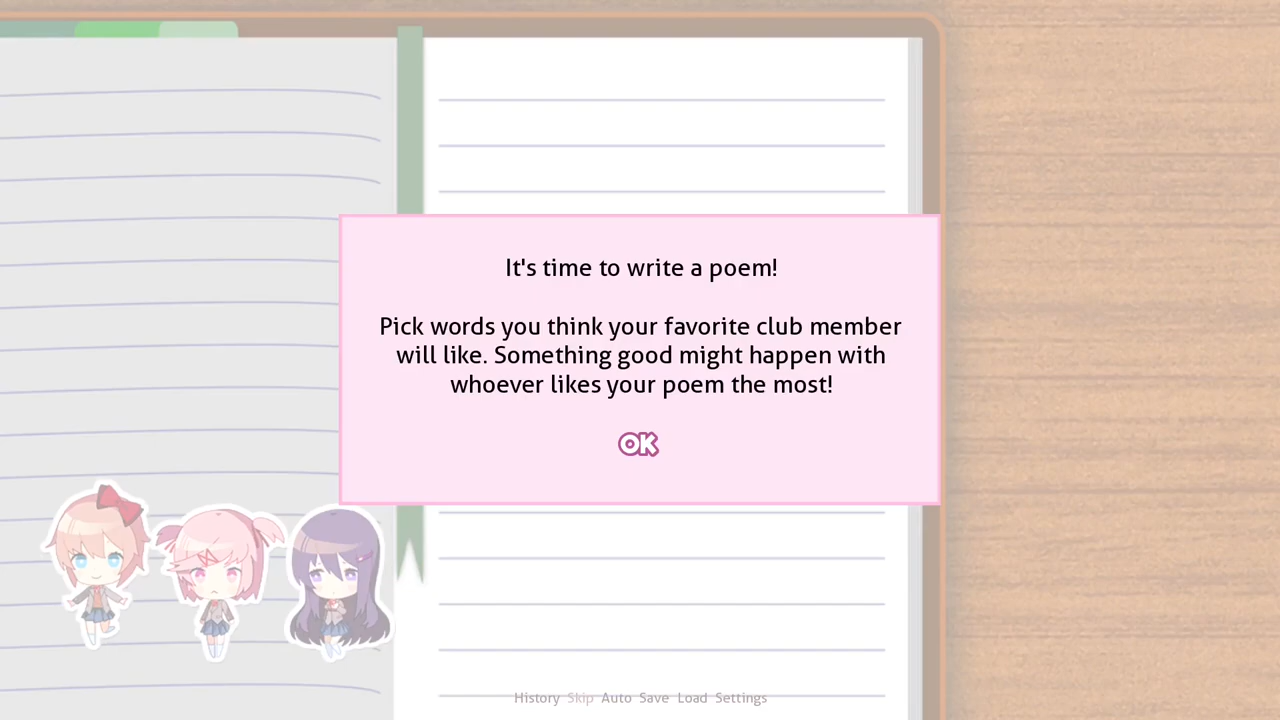 It's time to write a poem!
Pick words you think your favorite club member
will like. Something good might happen with
whoever likes your poem the most!
OK
History Skip Auto Save Load Settings